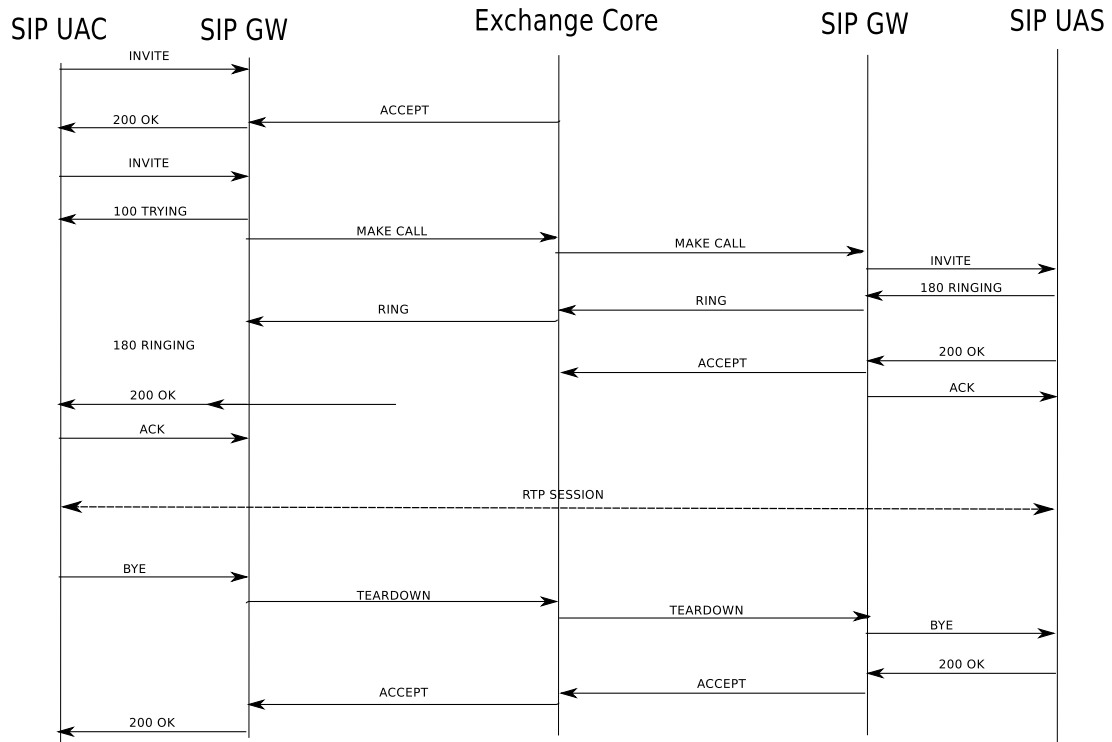 SIP UAC
SIP GW
Exchange Core
SIP GW
SIP UAS
INVITE
ACCEPT
200 OK
INVITE
100 TRYING
MAKE CALL
MAKE CALL
INVITE
180 RINGING
RING
RING
180 RINGING
200 OK
ACCEPT
ACK
200 OK
ACK
RTP SESSION
BYE
TEARDOWN
TEARDOWN
BYE
200 OK
ACCEPT
ACCEPT
200 OK